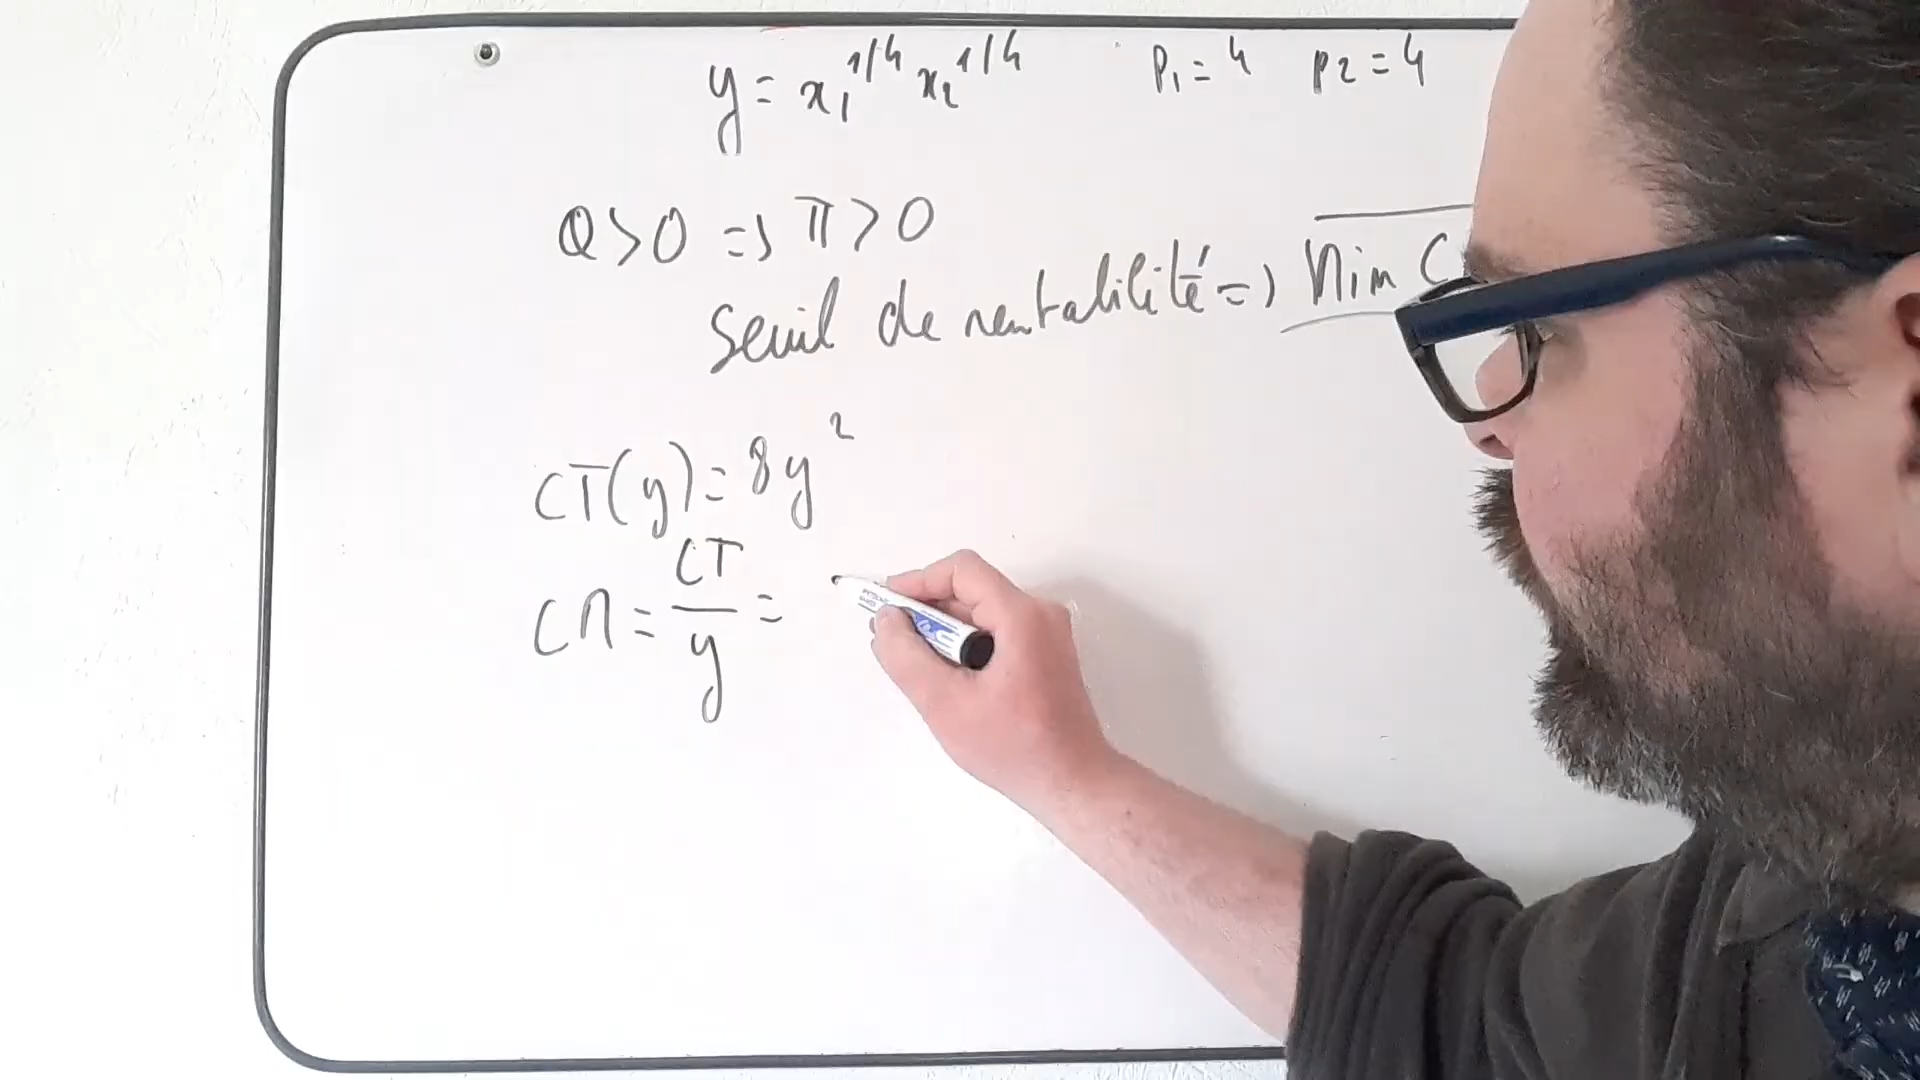 y = x₁^1/4 x₂^1/4 P₁ = 4 P2 = 4
Q > 0 => π > 0
Seuil de rentabilité => Min C
CT(y) = 8y²
CM = CT/y =